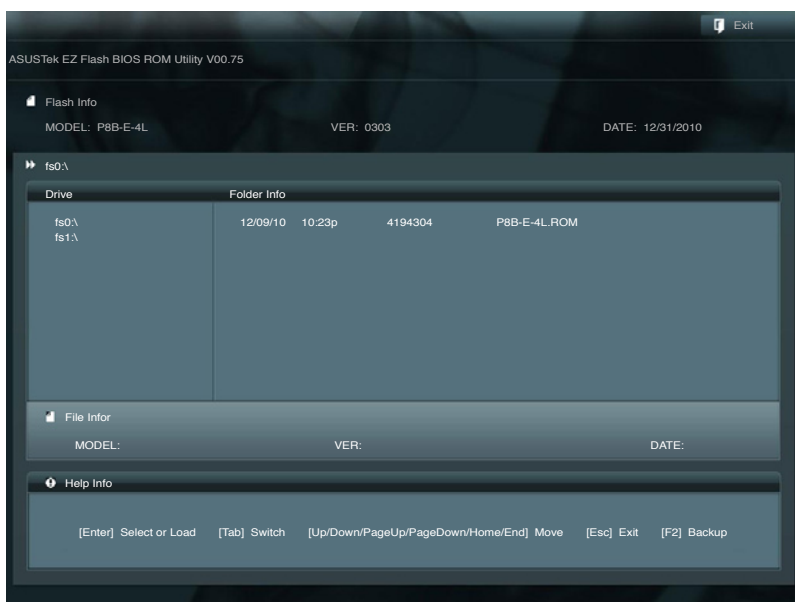 Exit
ASUSTek EZ Flash BIOS ROM Utility V00.75
Flash Info
MODEL: P8B-E-4L VER: 0303 DATE: 12/31/2010
fs0:\
Drive Folder Info
fs0:\ 12/09/10 10:23p 4194304 P8B-E-4L.ROM
fs1:\
File Infor
MODEL: VER: DATE:
Help Info
[Enter] Select or Load [Tab] Switch [Up/Down/PageUp/PageDown/Home/End] Move [Esc] Exit [F2] Backup